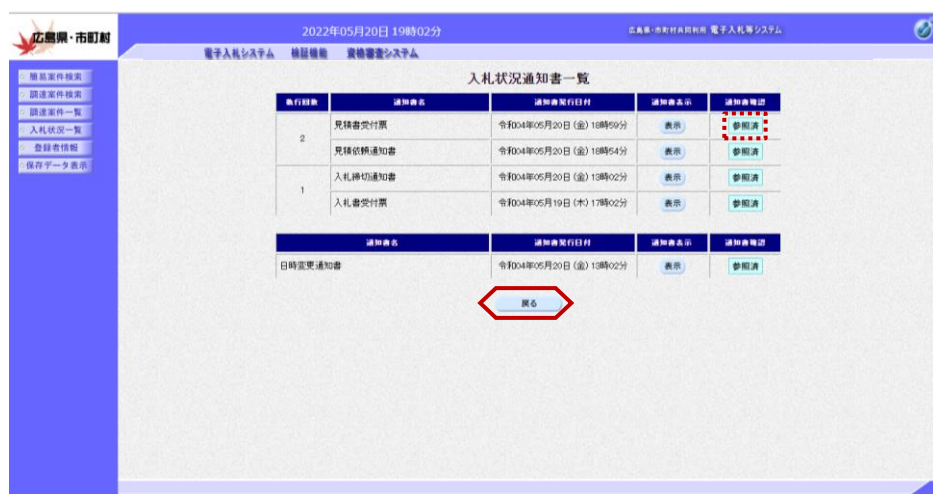 広島県・市町村
2022年05月20日 19時02分
広島県・市町村共同利用 電子入札等システム
電子入札システム 検証機能 資格審査システム
簡易案件検索
調達案件検索
調達案件一覧
入札状況一覧
登録者情報
保存データ表示
入札状況通知書一覧
執行回数 通知書名 通知書発行日付 通知書表示 通知書確認
2 見積書受付票 令和04年05月20日 (金) 18時59分 表示 参照済
見積依頼通知書 令和04年05月20日 (金) 18時54分 表示 参照済
1 入札締切通知書 令和04年05月20日 (金) 13時02分 表示 参照済
入札書受付票 令和04年05月19日 (木) 17時02分 表示 参照済
通知書名 通知書発行日付 通知書表示 通知書確認
日時変更通知書 令和04年05月20日 (金) 13時02分 表示 参照済
戻る